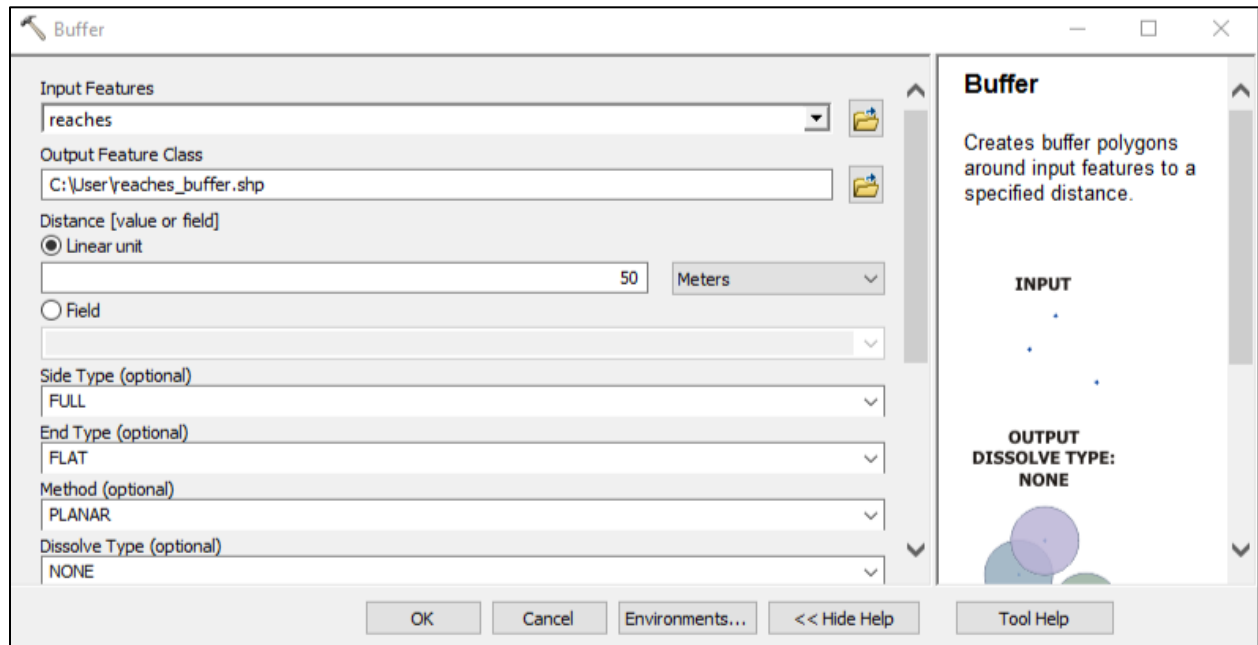 Buffer
Input Features
reaches
Output Feature Class
C:\User\reaches_buffer.shp
Distance [value or field]
Linear unit
50 Meters
Field
Side Type (optional)
FULL
End Type (optional)
FLAT
Method (optional)
PLANAR
Dissolve Type (optional)
NONE
Buffer
Creates buffer polygons
around input features to a
specified distance.
INPUT
OUTPUT
DISSOLVE TYPE:
NONE
OK Cancel Environments... << Hide Help Tool Help